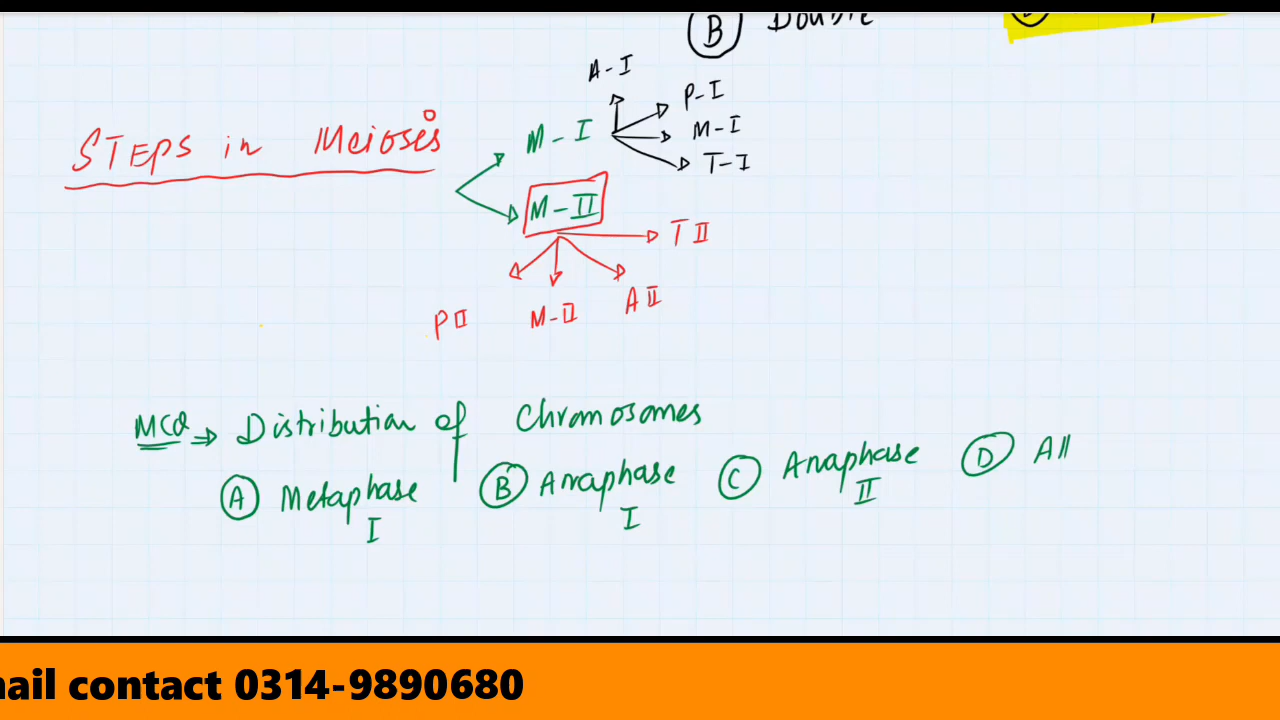 B Double
A-I
P-I
STEPS in Meioses M-I M-I
T-I
M-II
T II
P II M-II A II
MCQ ⇒ Distribution of Chromosomes
A Metaphase I B Anaphase I C Anaphase II D All
nail contact 0314-9890680